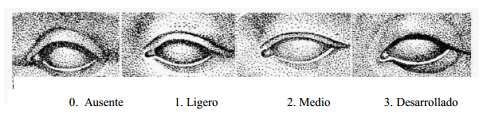 0. Ausente 1. Ligero 2. Medio 3. Desarrollado